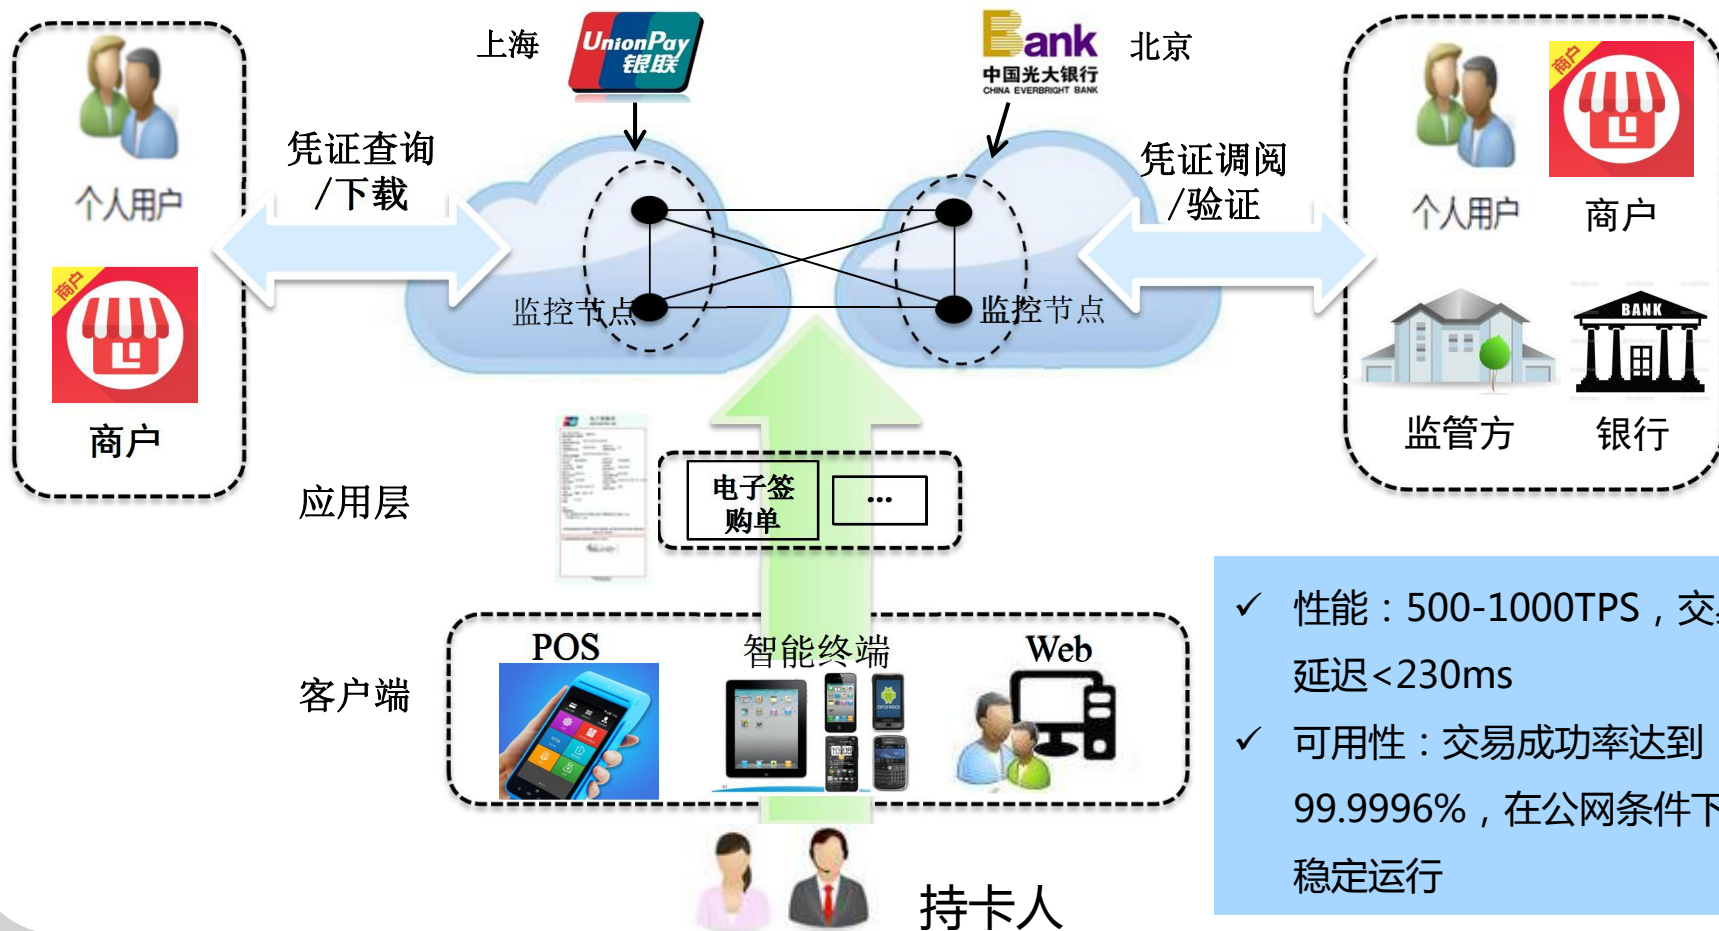 上海
UnionPay
银联
Bank
中国光大银行
CHINA EVERBRIGHT BANK
北京
个人用户
商户
商户
凭证查询
/下载
监控节点
监控节点
凭证调阅
/验证
个人用户
商户
商户
监管方
BANK
银行
应用层
电子签
购单
...
客户端
POS
智能终端
Web
持卡人
✓ 性能：500-1000TPS，交
延迟<230ms
✓ 可用性：交易成功率达到
99.9996%，在公网条件下
稳定运行